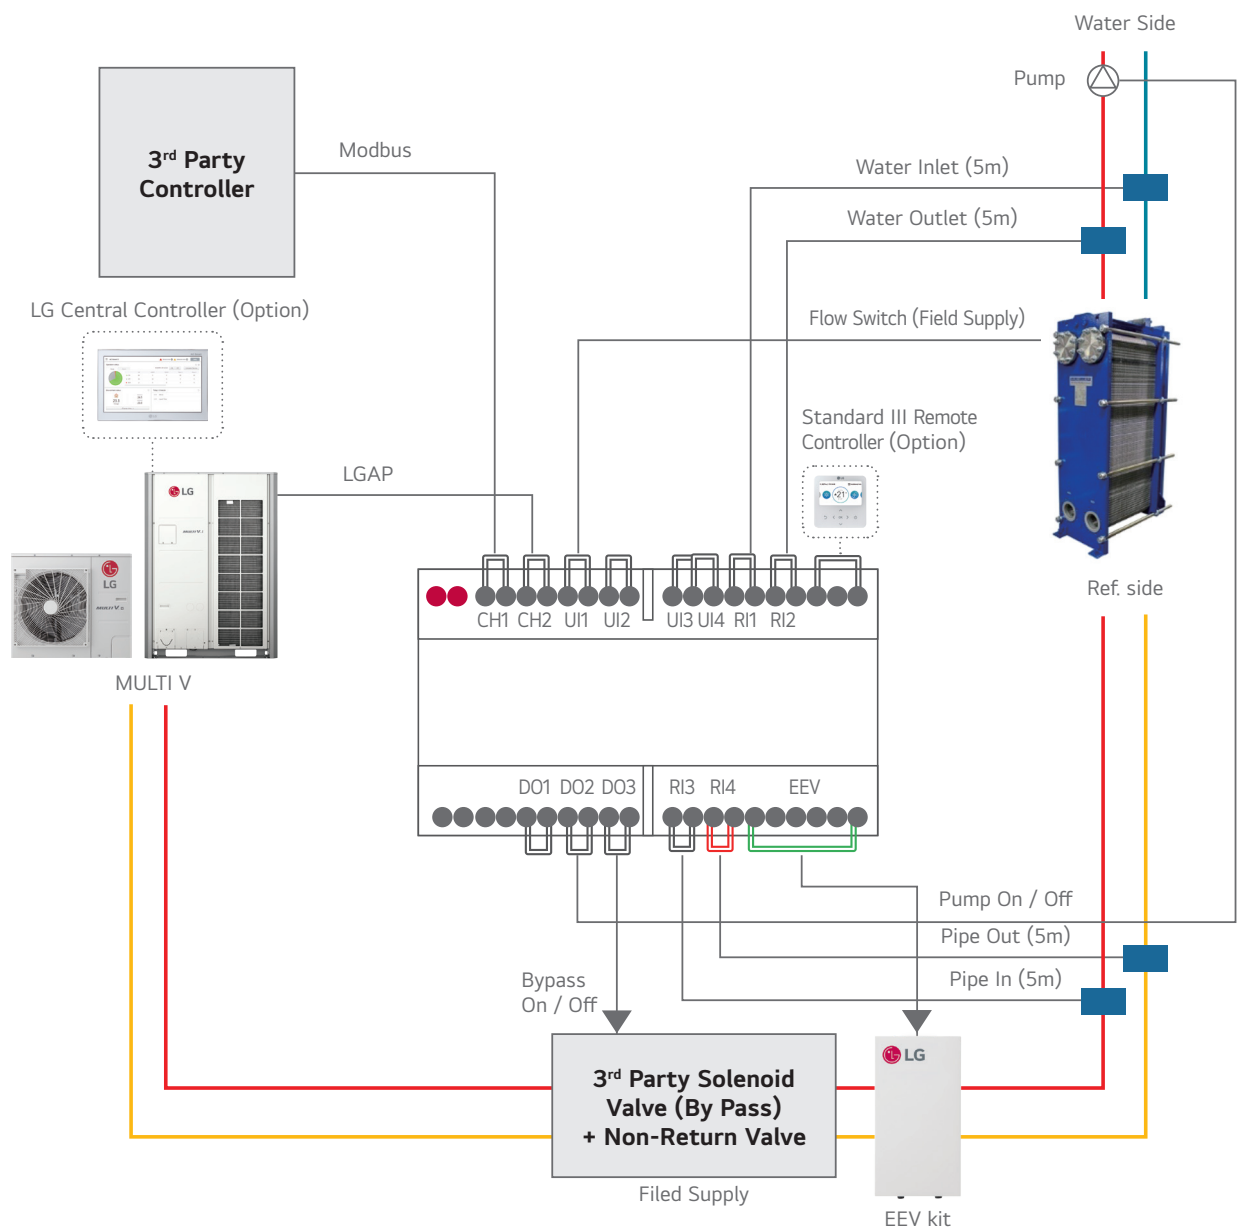 Water Side
Pump
3rd Party
Controller
Modbus
Water Inlet (5m)
Water Outlet (5m)
LG Central Controller (Option)
Flow Switch (Field Supply)
Standard III Remote
Controller (Option)
LGAP
LG
LG
MULTI V
Ref. side
CH1 CH2 UI1 UI2 UI3 UI4 RI1 RI2
MULTI V
DO1 DO2 DO3 RI3 RI4 EEV
Pump On / Off
Pipe Out (5m)
Pipe In (5m)
Bypass
On / Off
LG
3rd Party Solenoid
Valve (By Pass)
+ Non-Return Valve
Filed Supply
EEV kit